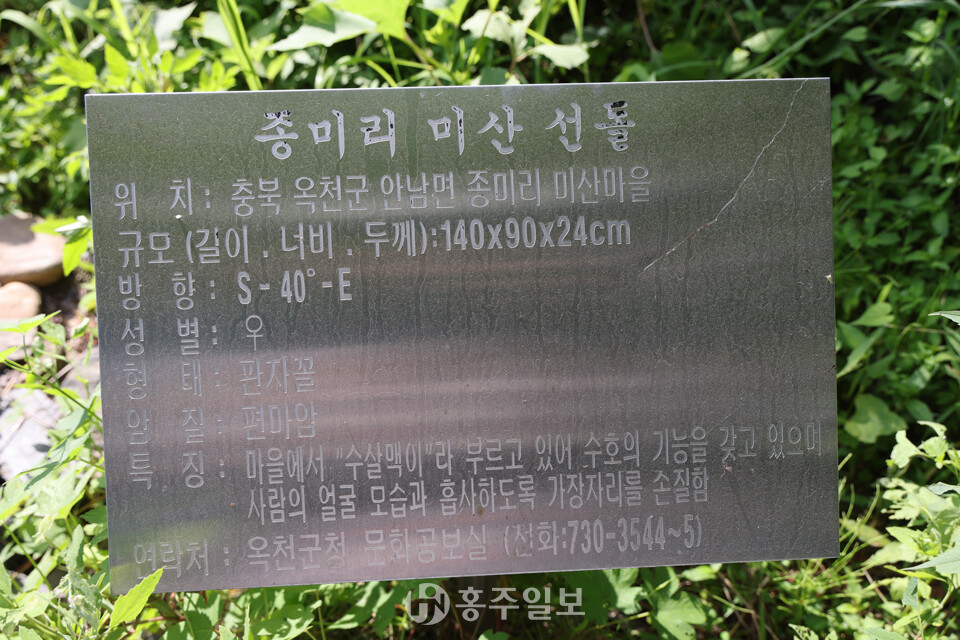 종미리 미산 선돌
위 치 : 충북 옥천군 안남면 종미리 미산마을
규모 (길이 . 너비 . 두께):140x90x24cm
방 향 : S - 40° - E
성 별 : 우
형 태 : 판자꼴
암 질 : 편마암
특 징 : 마을에서 "수살맥이"라 부르고 있어 수호의 기능을 갖고 있으며
사람의 얼굴 모습과 흡사하도록 가장자리를 손질함
연락처 : 옥천군청 문화공보실 (전화:730-3544~5)
HN 홍주일보